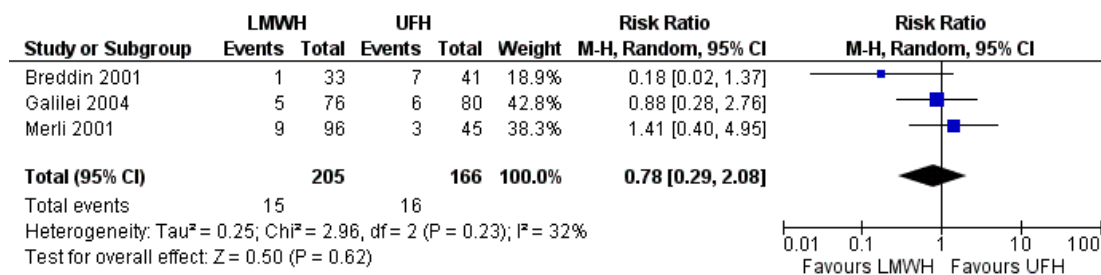 LMWH UFH Risk Ratio Risk Ratio
Study or Subgroup Events Total Events Total Weight M-H, Random, 95% CI M-H, Random, 95% CI
Breddin 2001 1 33 7 41 18.9% 0.18 [0.02, 1.37]
Galilei 2004 5 76 6 80 42.8% 0.88 [0.28, 2.76]
Merli 2001 9 96 3 45 38.3% 1.41 [0.40, 4.95]
Total (95% CI) 205 166 100.0% 0.78 [0.29, 2.08]
Total events 15 16
Heterogeneity: Tau² = 0.25; Chi² = 2.96, df = 2 (P = 0.23); I² = 32%
Test for overall effect: Z = 0.50 (P = 0.62)
0.01 0.1 1 10 100
Favours LMWH Favours UFH